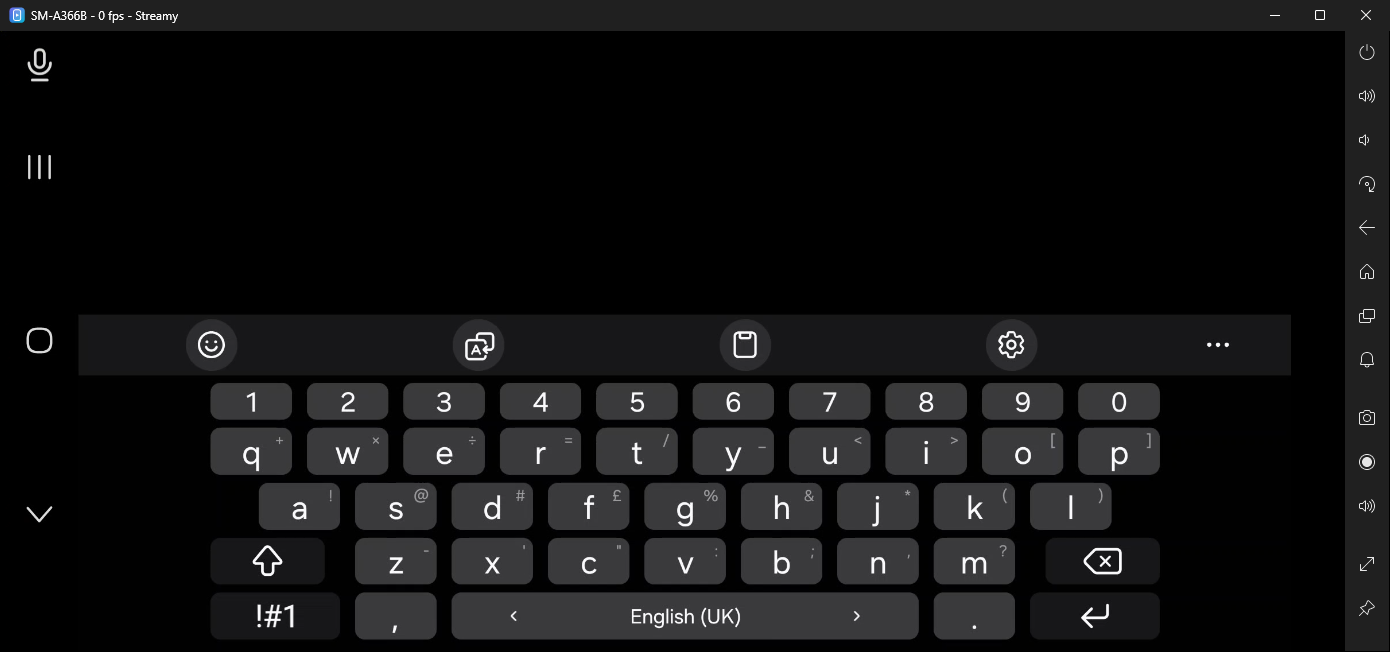 SM-A366B - 0 fps - Streamy
1 2 3 4 5 6 7 8 9 0
q + w × e ÷ r = t / y _ u < i > o [ p ]
a ! s @ d # f £ g % h & j * k ( l )
z - x ' c " v : b ; n , m ?
!#1 , < English (UK) > .